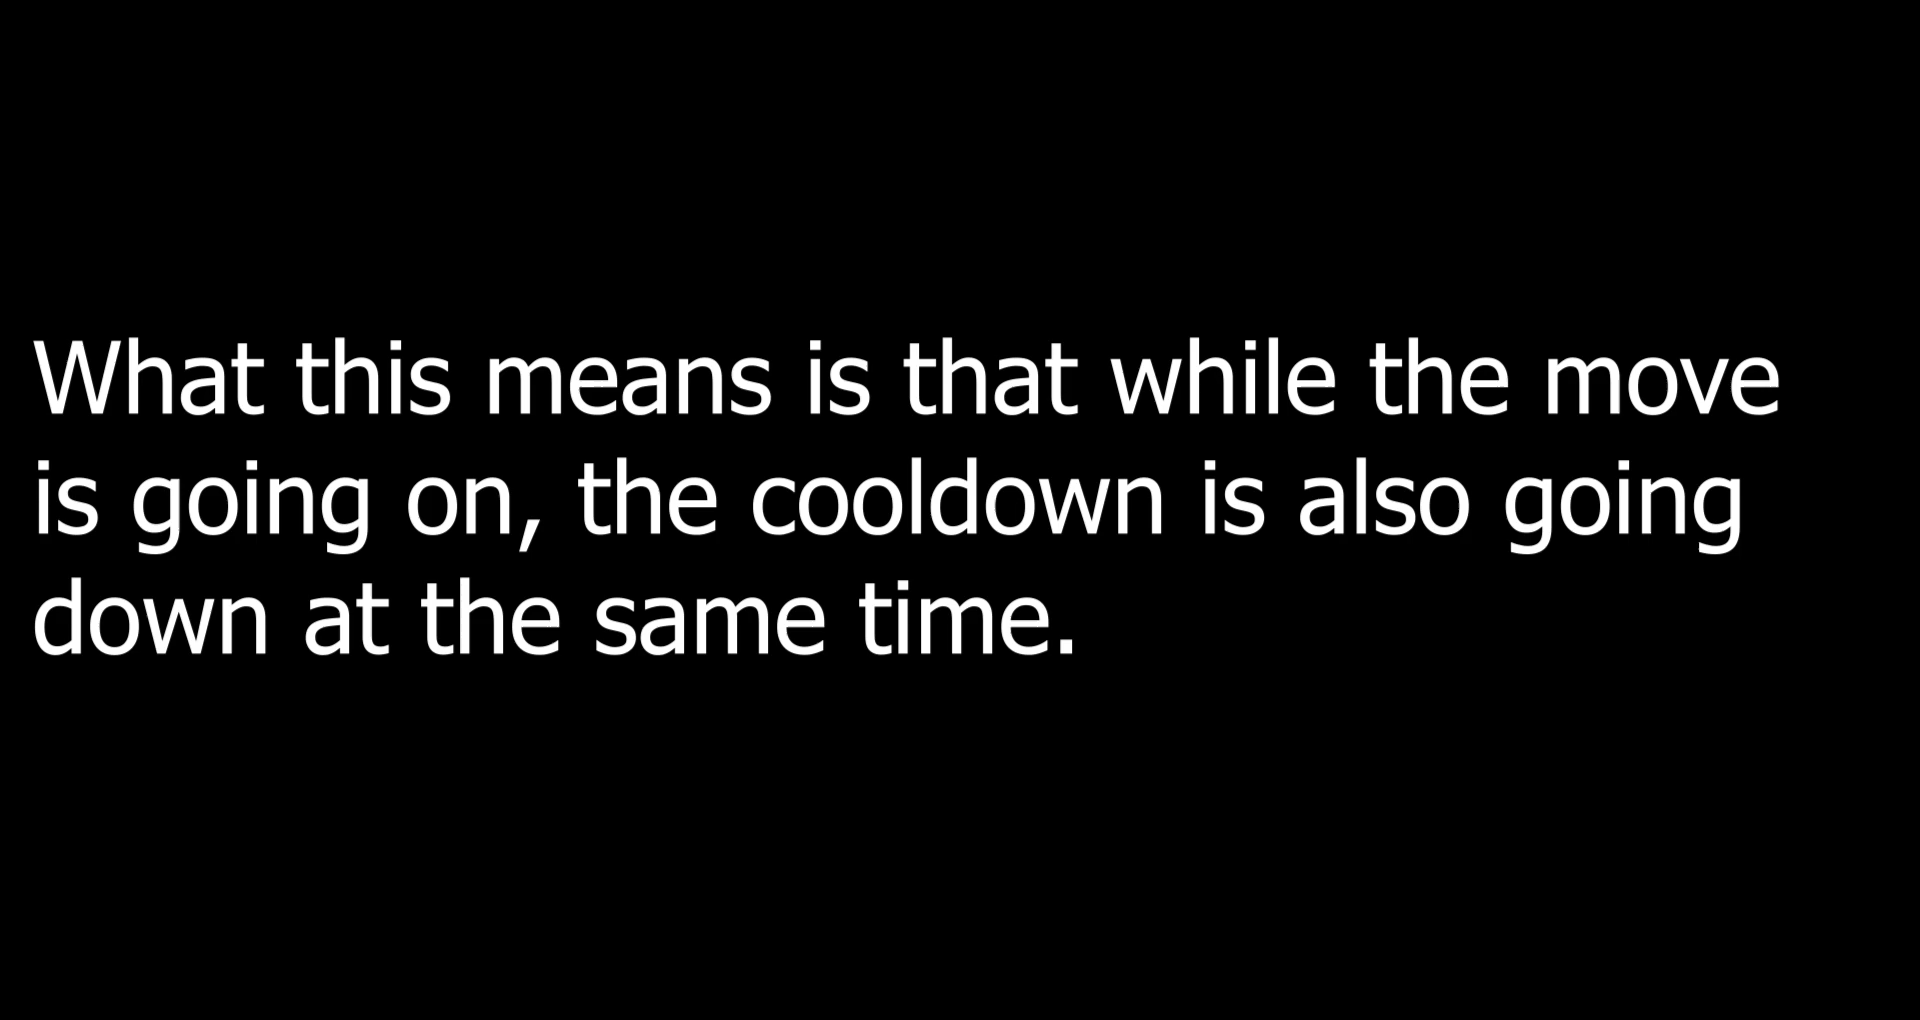 What this means is that while the move
is going on, the cooldown is also going
down at the same time.